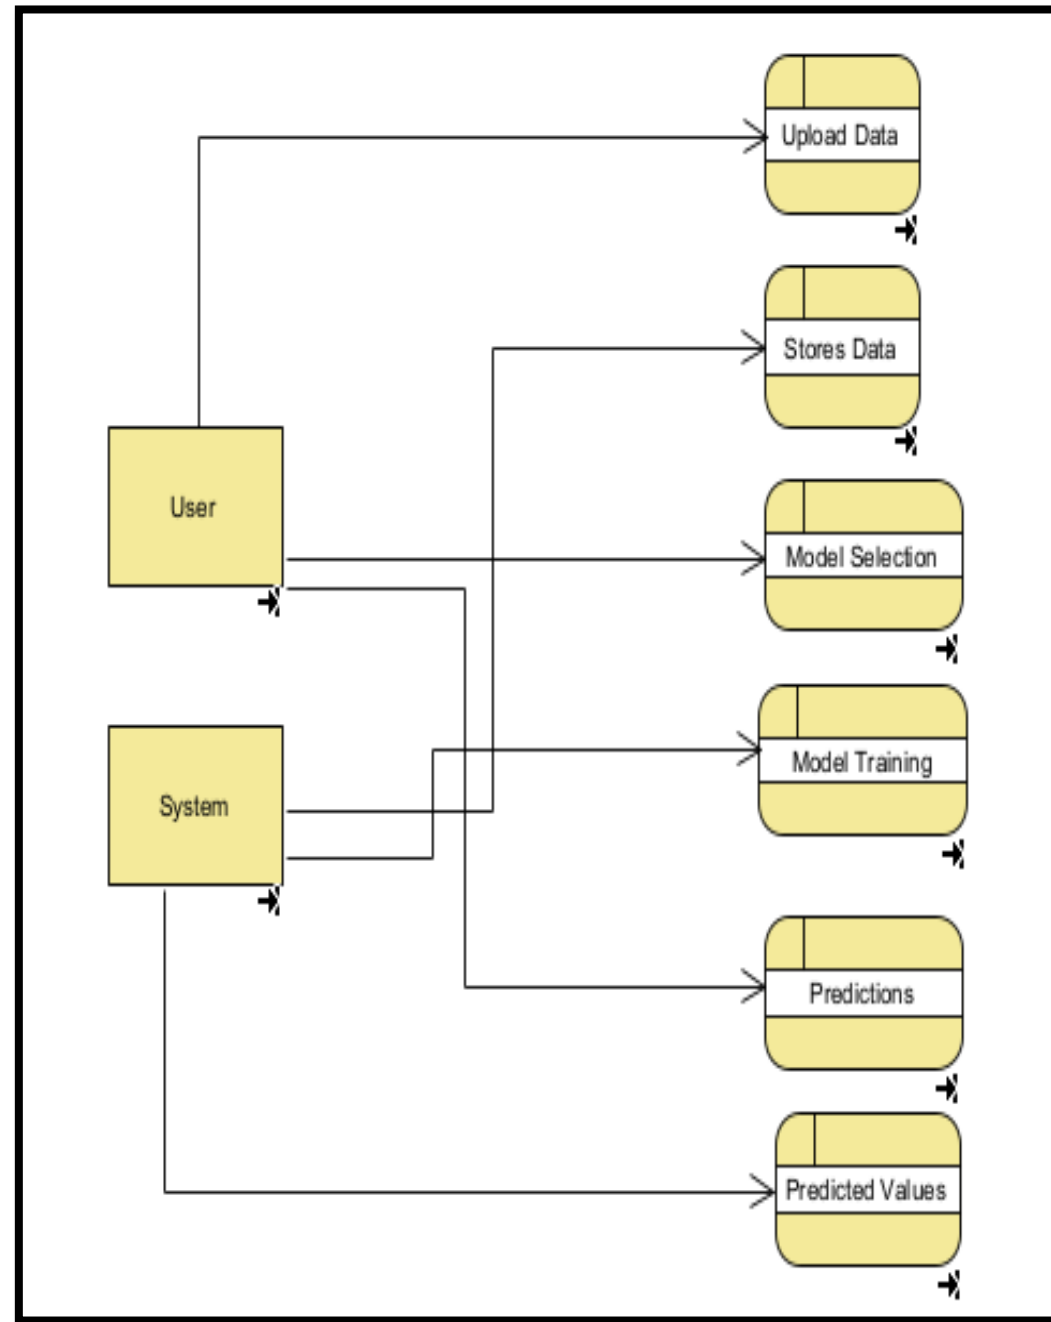 Upload Data
Stores Data
User
Model Selection
Model Training
System
Predictions
Predicted Values